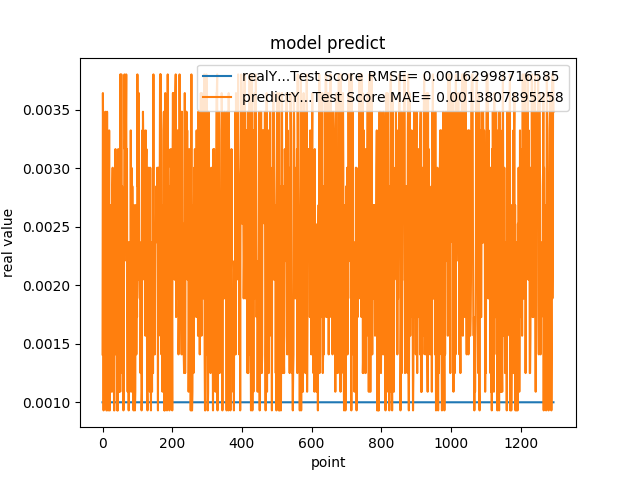 model predict
realY...Test Score RMSE= 0.00162998716585
predictY...Test Score MAE= 0.0013807895258
0.0035
0.0030
0.0025
0.0020
0.0015
0.0010
real value
0 200 400 600 800 1000 1200
point